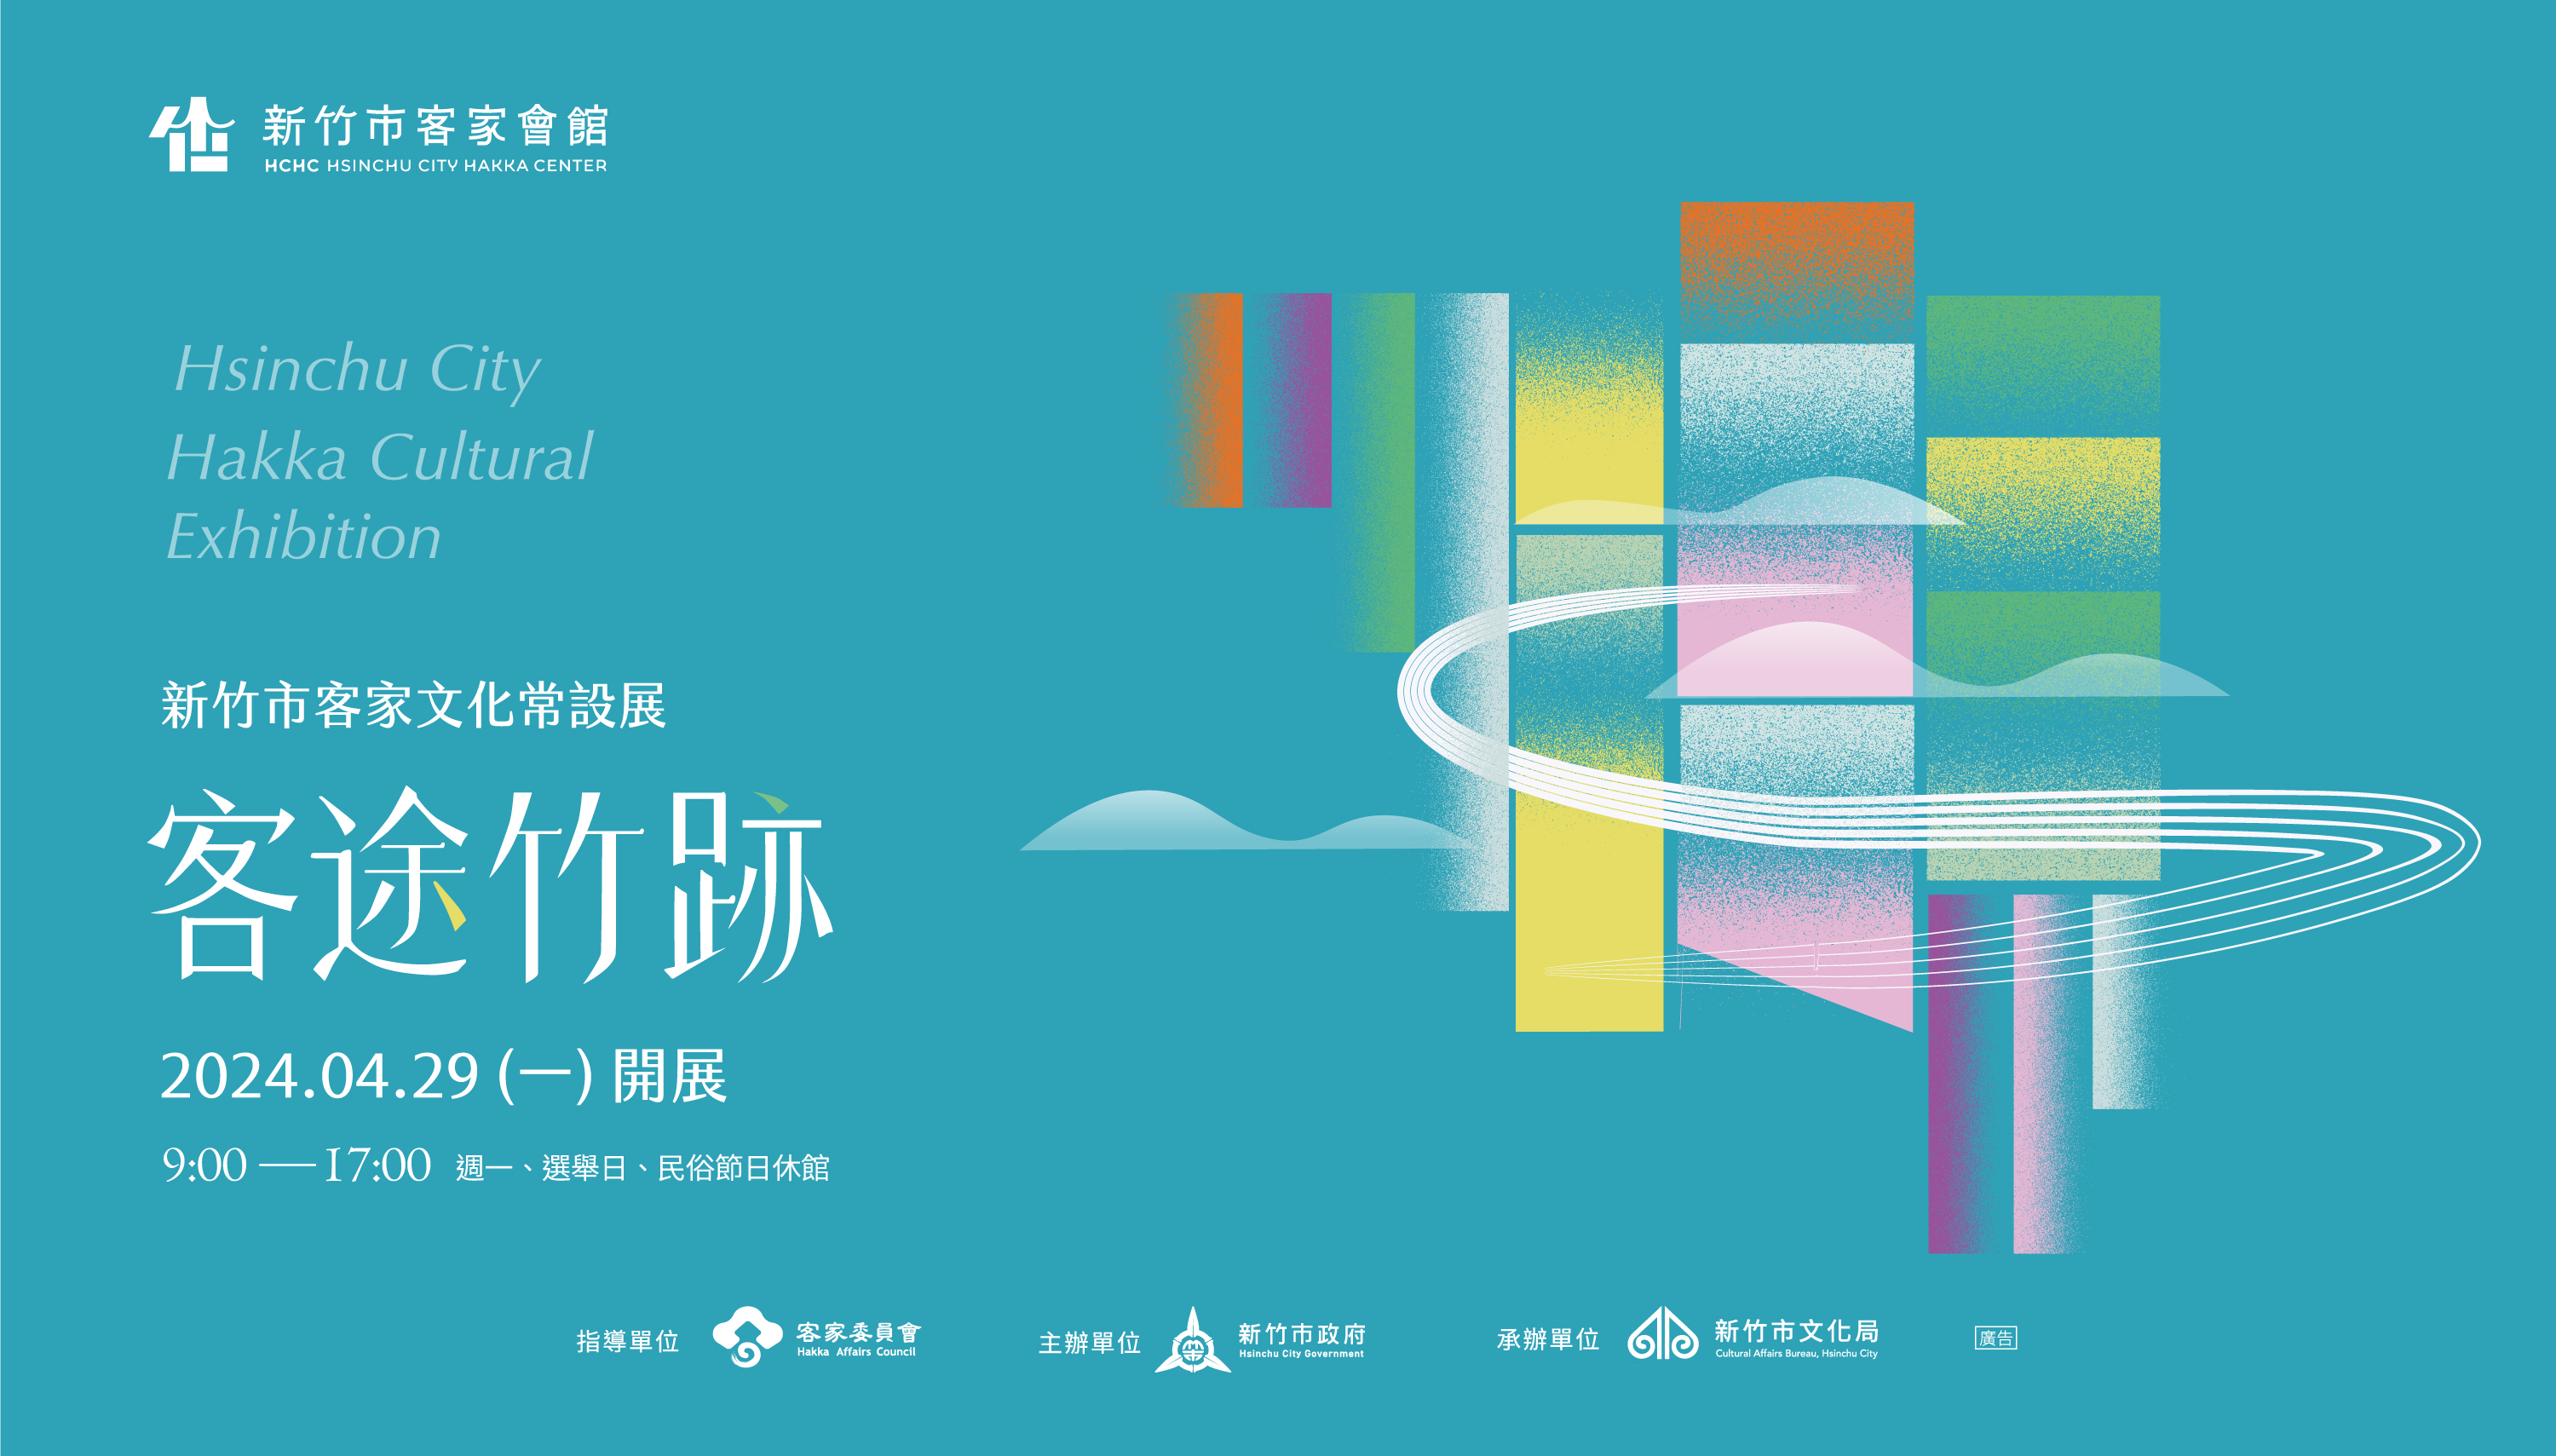 新竹市客家會館
HCHC HSINCHU CITY HAKKA CENTER
Hsinchu City
Hakka Cultural
Exhibition
新竹市客家文化常設展
客途竹跡
2024.04.29 (一) 開展
9:00 — 17:00 週一、選舉日、民俗節日休館
指導單位 客家委員會
Hakka Affairs Council
主辦單位 新竹市政府
Hsinchu City Government
承辦單位 新竹市文化局
Cultural Affairs Bureau, Hsinchu City
廣告